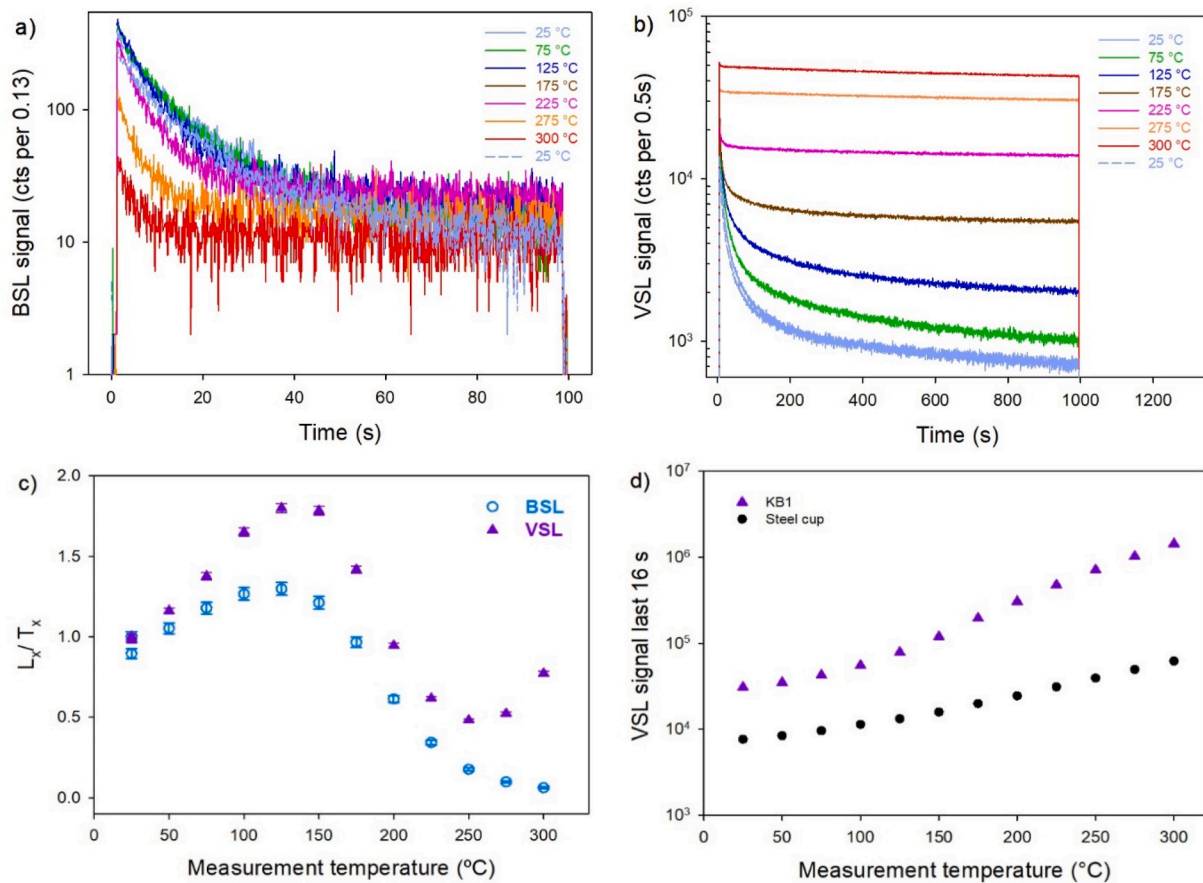 a)
BSL signal (cts per 0.13)
100
10
1
0
20
40
60
80
100
Time (s)
25 °C
75 °C
125 °C
175 °C
225 °C
275 °C
300 °C
25 °C
b)
VSL signal (cts per 0.5s)
10⁵
10⁴
10³
0
200
400
600
800
1000
1200
Time (s)
25 °C
75 °C
125 °C
175 °C
225 °C
275 °C
300 °C
25 °C
c)
Lₓ/ Tₓ
2.0
1.5
1.0
0.5
0.0
0
50
100
150
200
250
300
Measurement temperature (ºC)
BSL
VSL
d)
VSL signal last 16 s
10⁷
10⁶
10⁵
10⁴
10³
0
50
100
150
200
250
300
Measurement temperature (°C)
KB1
Steel cup